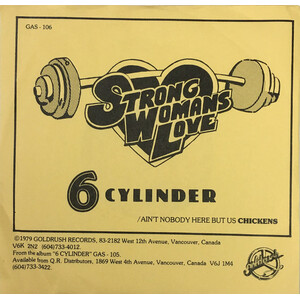 GAS - 106
STRONG
WOMAN'S
LOVE
6 CYLINDER
/AIN'T NOBODY HERE BUT US CHICKENS
©1979 GOLDRUSH RECORDS, 83-2182 West 12th Avenue, Vancouver, Canada
V6K 2N2 (604)733-4012.
From the album "6 CYLINDER" GAS - 105.
Available from Q.R. Distributors, 1869 West 4th Avenue, Vancouver, Canada V6J 1M4
(604)733-3422.